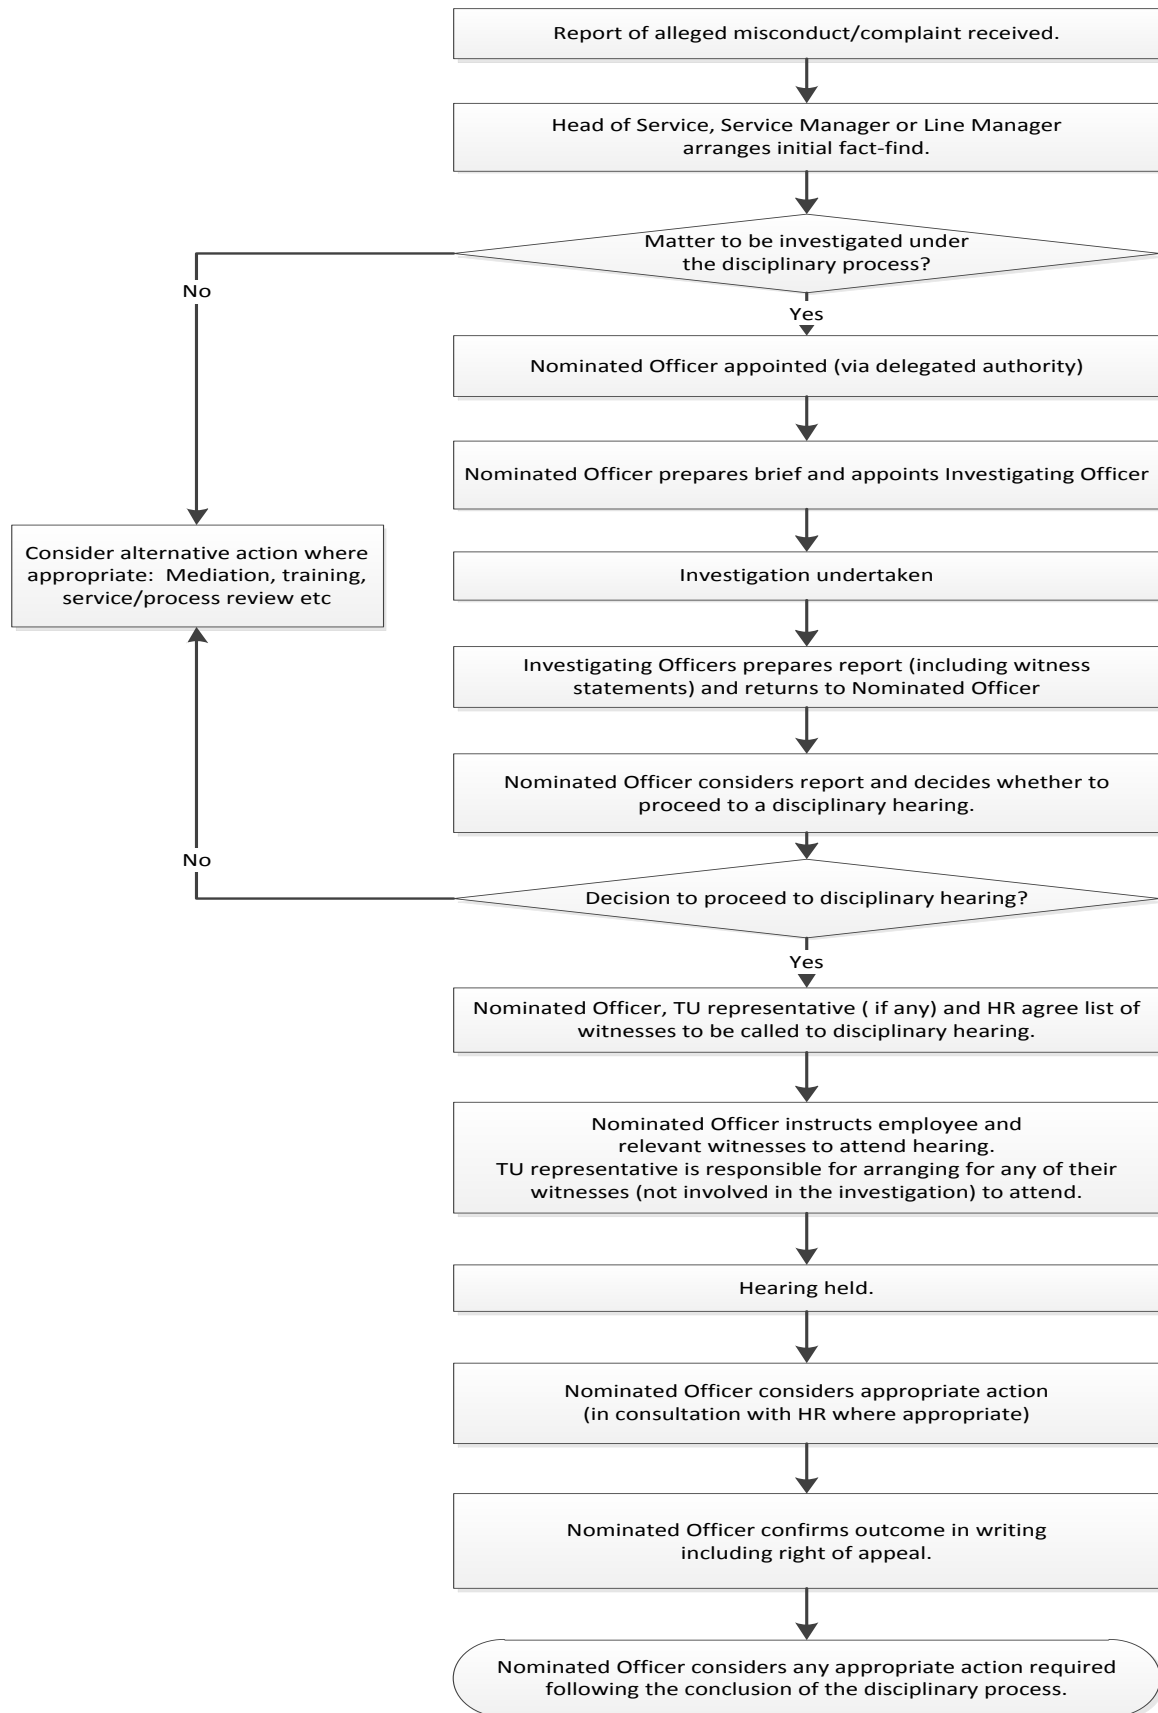 Report of alleged misconduct/complaint received.
Head of Service, Service Manager or Line Manager
arranges initial fact-find.
Matter to be investigated under
the disciplinary process?
No
Yes
Nominated Officer appointed (via delegated authority)
Nominated Officer prepares brief and appoints Investigating Officer
Consider alternative action where
appropriate:  Mediation, training,
service/process review etc
Investigation undertaken
Investigating Officers prepares report (including witness
statements) and returns to Nominated Officer
Nominated Officer considers report and decides whether to
proceed to a disciplinary hearing.
No
Decision to proceed to disciplinary hearing?
Yes
Nominated Officer, TU representative ( if any) and HR agree list of
witnesses to be called to disciplinary hearing.
Nominated Officer instructs employee and
relevant witnesses to attend hearing.
TU representative is responsible for arranging for any of their
witnesses (not involved in the investigation) to attend.
Hearing held.
Nominated Officer considers appropriate action
(in consultation with HR where appropriate)
Nominated Officer confirms outcome in writing
including right of appeal.
Nominated Officer considers any appropriate action required
following the conclusion of the disciplinary process.